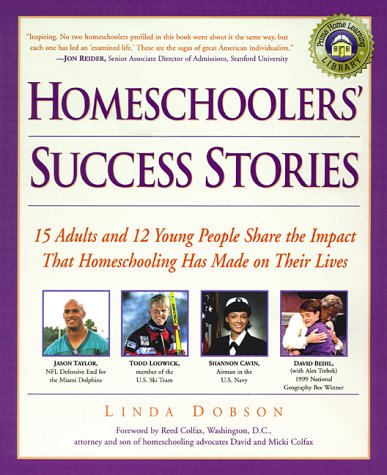 "Inspiring. No two homeschoolers profiled in this book went about it the same way, but
each one has led an 'examined life.' These are the sagas of great American individualists."
—JON REIDER, Senior Associate Director of Admissions, Stanford University
Prima Home Learning
LIBRARY
HOMESCHOOLERS'
SUCCESS STORIES
15 Adults and 12 Young People Share the Impact
That Homeschooling Has Made on Their Lives
JASON TAYLOR,
NFL Defensive End for
the Miami Dolphins
TODD LODWICK,
member of the
U.S. Ski Team
SHANNON CAVIN,
Airman in the
U.S. Navy
DAVID BEIHL,
(with Alex Trebek)
1999 National
Geography Bee Winner
LINDA DOBSON
Foreword by Reed Colfax, Washington, D.C.,
attorney and son of homeschooling advocates David and Micki Colfax